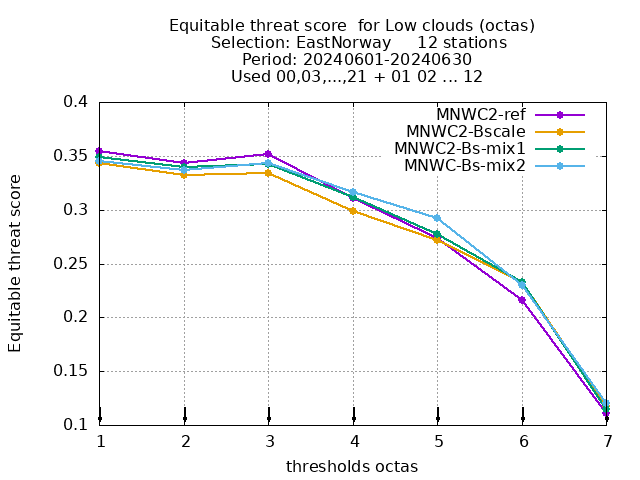 Equitable threat score  for Low clouds (octas)
Selection: EastNorway     12 stations
Period: 20240601-20240630
Used 00,03,...,21 + 01 02 ... 12
MNWC2-ref
MNWC2-Bscale
MNWC2-Bs-mix1
MNWC-Bs-mix2
Equitable threat score
0.4
0.35
0.3
0.25
0.2
0.15
0.1
1 2 3 4 5 6 7
thresholds octas